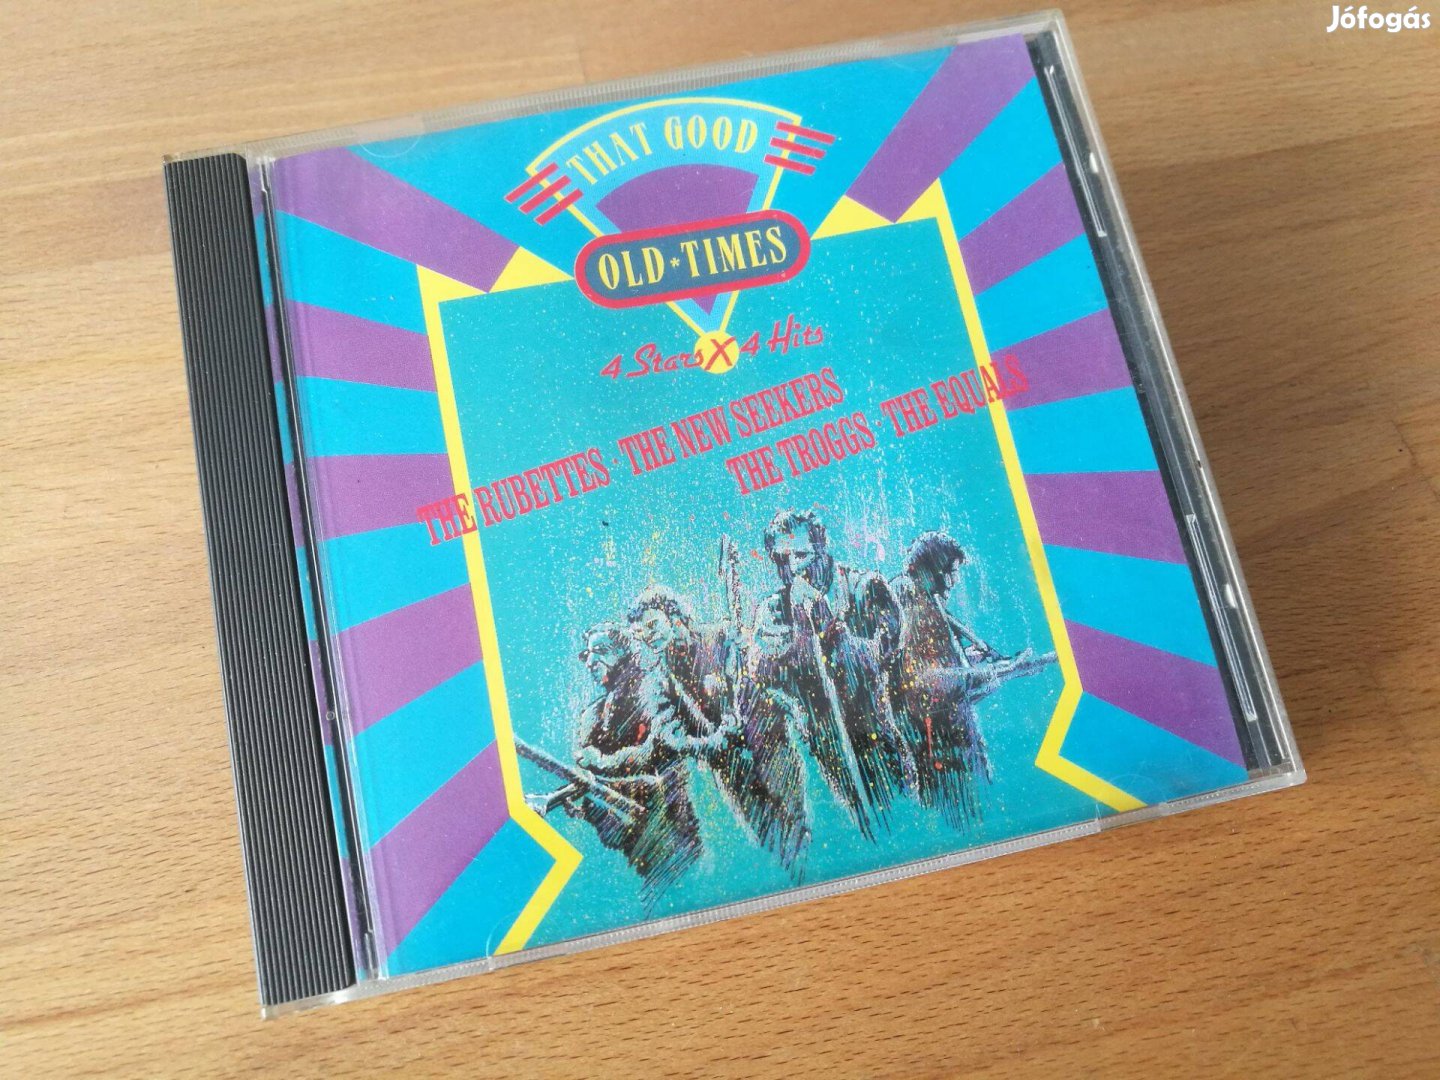 Jófogás
THAT GOOD
OLD*TIMES
4 Stars X 4 Hits
THE RUBETTES · THE NEW SEEKERS
THE TROGGS · THE EQUALS